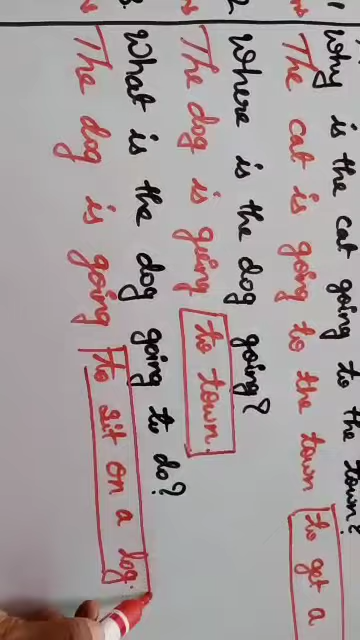 1 Why is the cat going to the town?
The cat is going to the town to get a
2 Where is the dog going?
The dog is going to town.
3. What is the dog going to do?
The dog is going to sit on a log.